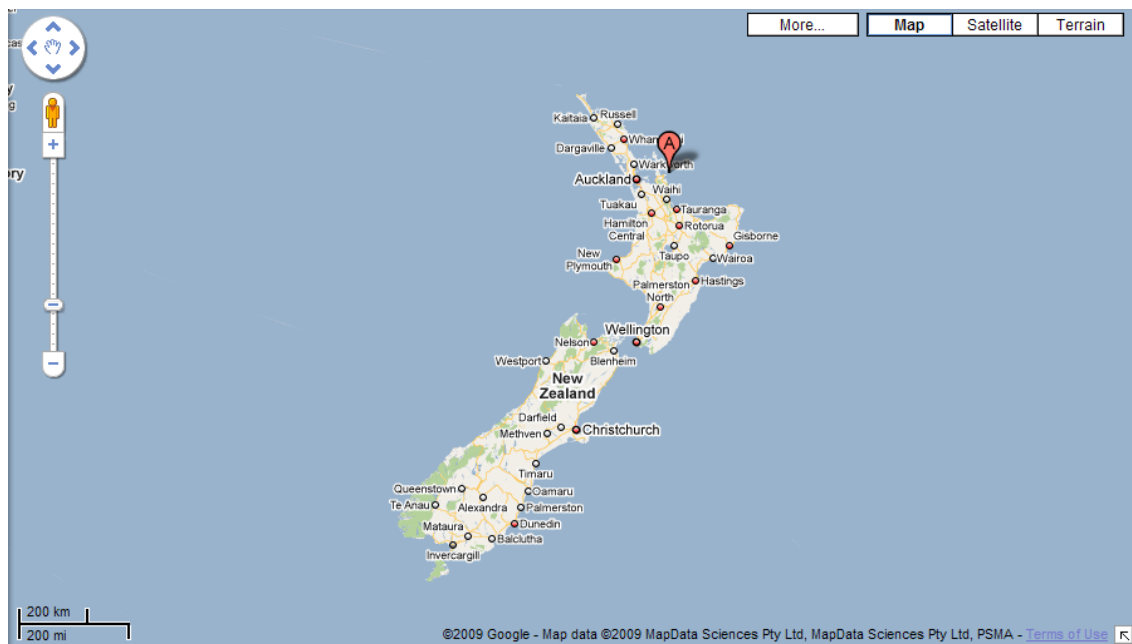 More...
Map
Satellite
Terrain
cas
y
g
ory
Kaitaia
Russell
Dargaville
Warkworth
A
Auckland
Waihi
Tuakau
Tauranga
Hamilton
Central
Rotorua
Gisborne
New
Plymouth
Taupo
Wairoa
Palmerston
North
Hastings
Wellington
Nelson
Westport
Blenheim
New
Zealand
Darfield
Methven
Christchurch
Timaru
Queenstown
Oamaru
Te Anau
Alexandra
Palmerston
Mataura
Dunedin
Balclutha
Invercargill
200 km
200 mi
©2009 Google - Map data ©2009 MapData Sciences Pty Ltd, MapData Sciences Pty Ltd, PSMA - Terms of Use